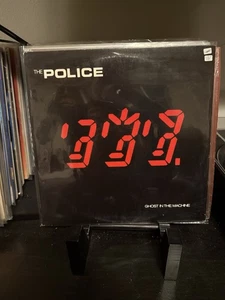 THE POLICE
GHOST IN THE MACHINE